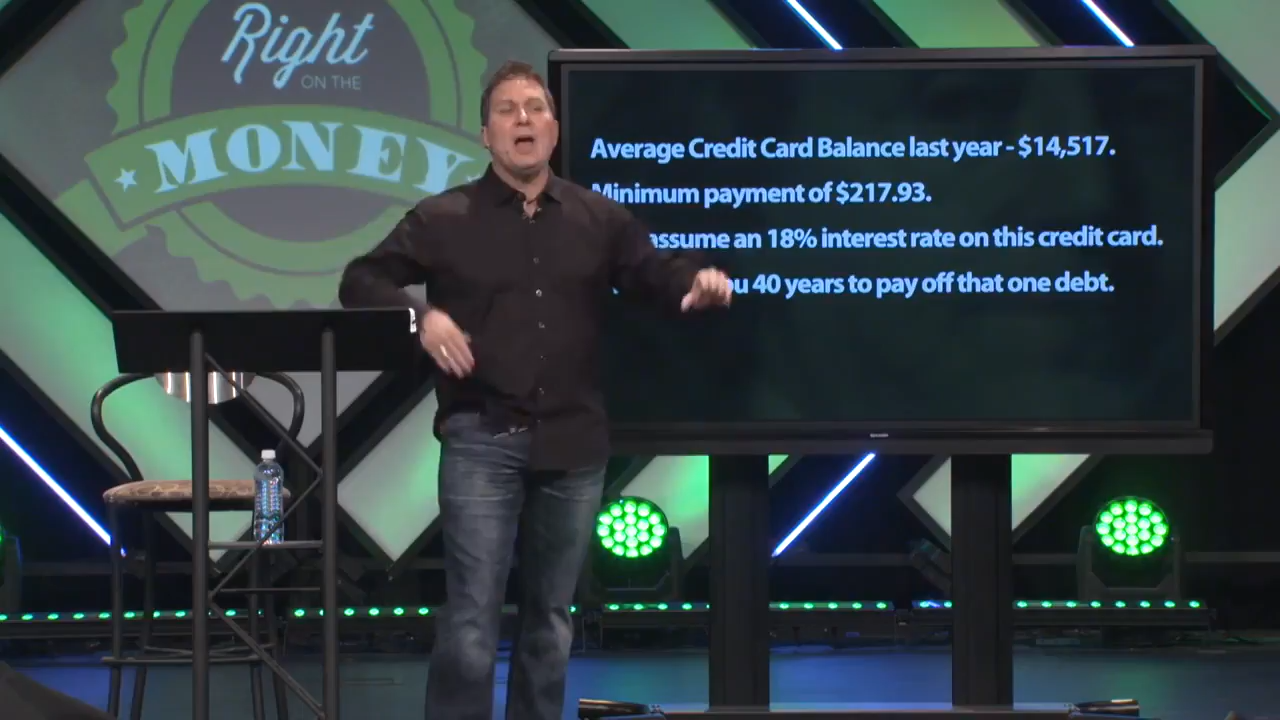 Right
ON THE
MONEY
Average Credit Card Balance last year - $14,517.
Minimum payment of $217.93.
assume an 18% interest rate on this credit card.
40 years to pay off that one debt.